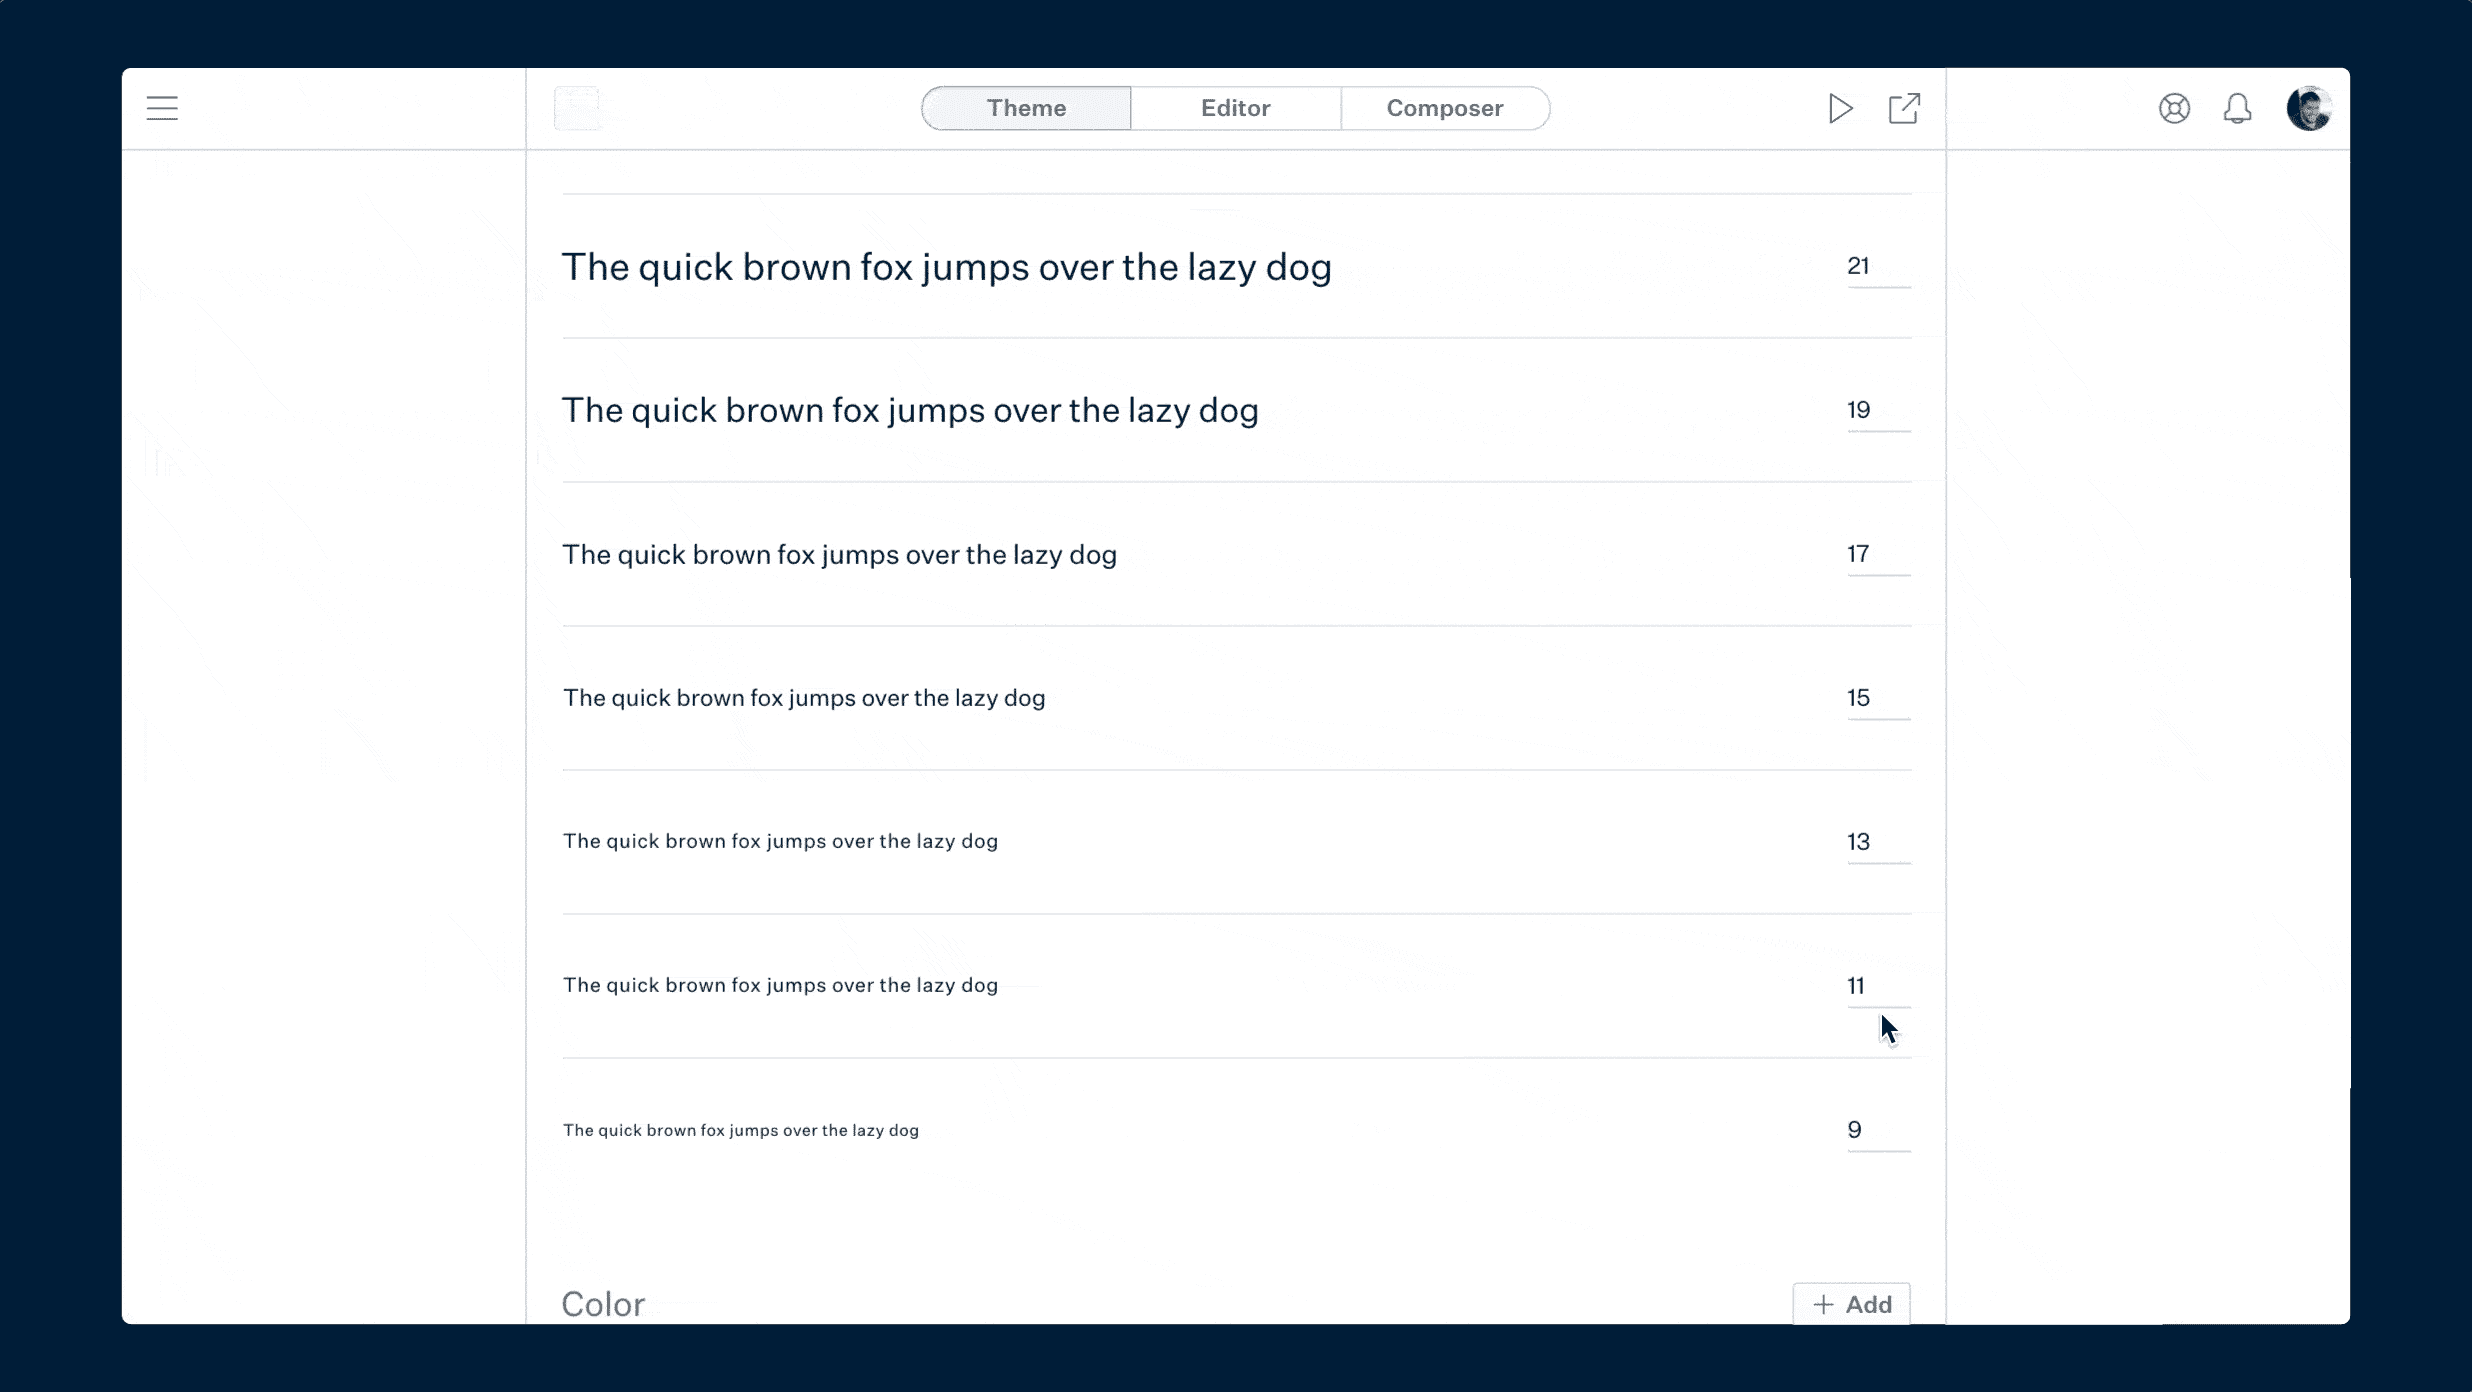 Theme Editor Composer
The quick brown fox jumps over the lazy dog 21
The quick brown fox jumps over the lazy dog 19
The quick brown fox jumps over the lazy dog 17
The quick brown fox jumps over the lazy dog 15
The quick brown fox jumps over the lazy dog 13
The quick brown fox jumps over the lazy dog 11
The quick brown fox jumps over the lazy dog 9
Color + Add